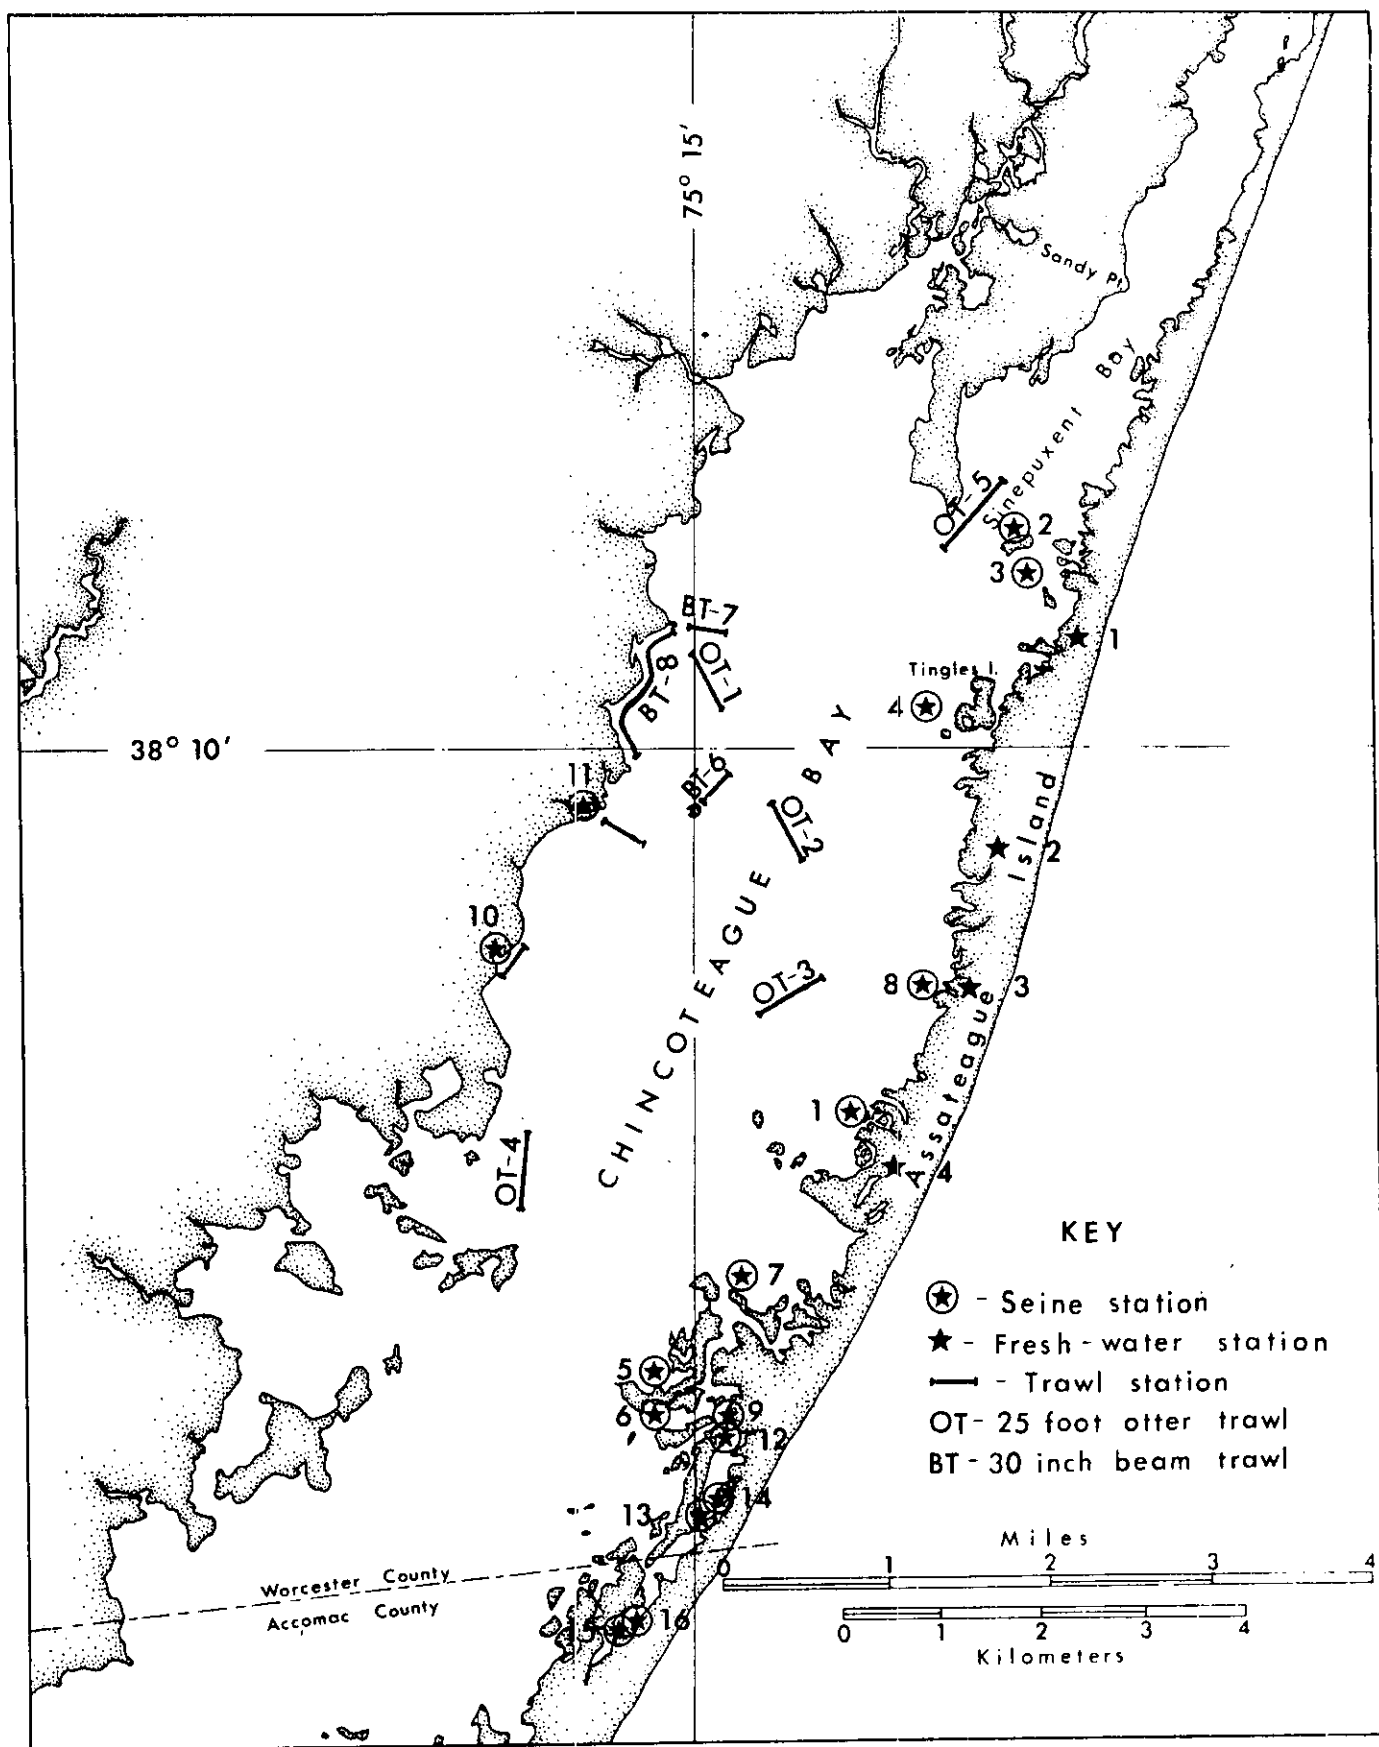 75° 15'
Sandy Pt.
Sinepuxent Bay
OT-5
2
3
1
BT-7
OT-1
BT-8
Tingles I.
4
38° 10'
11
BT-6
OT-2
2
CHINCOTEAGUE BAY
Assateague Island
10
OT-3
8
3
1
4
OT-4
7
5
6
9
12
13
14
15
16
Worcester County
Accomac County
KEY
- Seine station
- Fresh-water station
- Trawl station
OT- 25 foot otter trawl
BT- 30 inch beam trawl
Miles
0 1 2 3 4
0 1 2 3 4
Kilometers